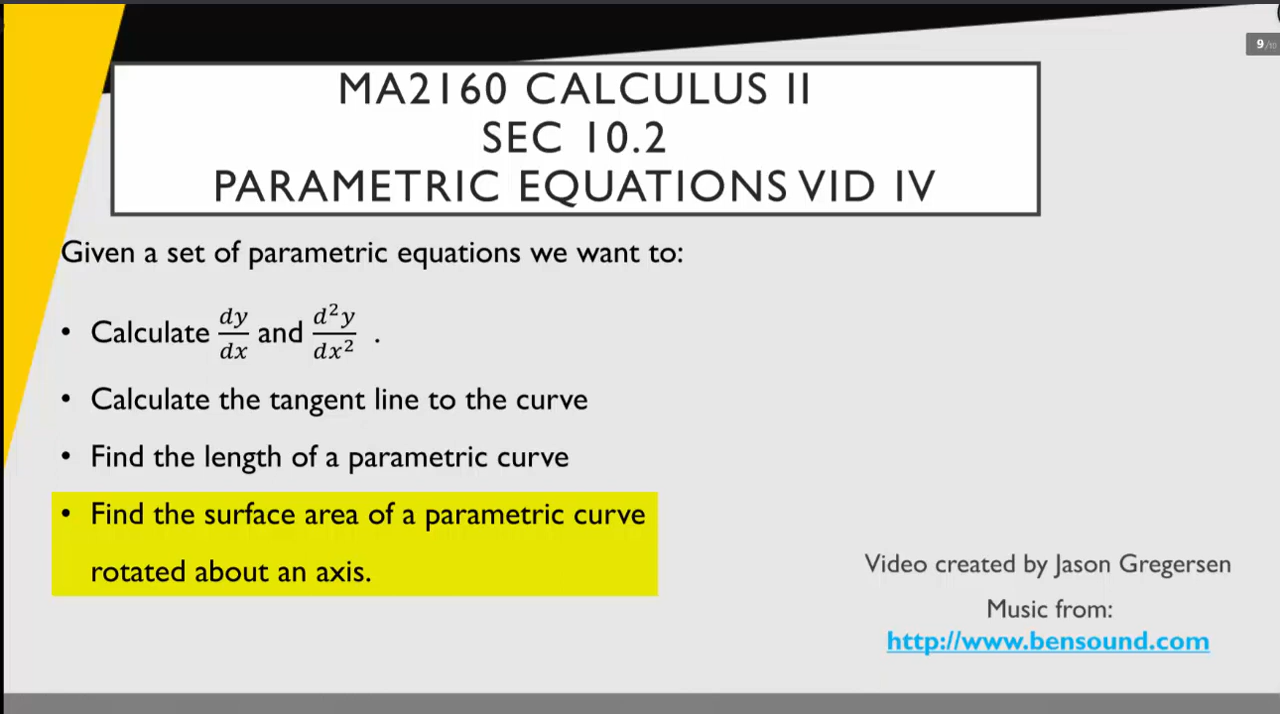 9/10
MA2160 CALCULUS II
SEC 10.2
PARAMETRIC EQUATIONS VID IV
Given a set of parametric equations we want to:
• Calculate dy/dx and d²y/dx² .
• Calculate the tangent line to the curve
• Find the length of a parametric curve
• Find the surface area of a parametric curve
rotated about an axis.
Video created by Jason Gregersen
Music from:
http://www.bensound.com